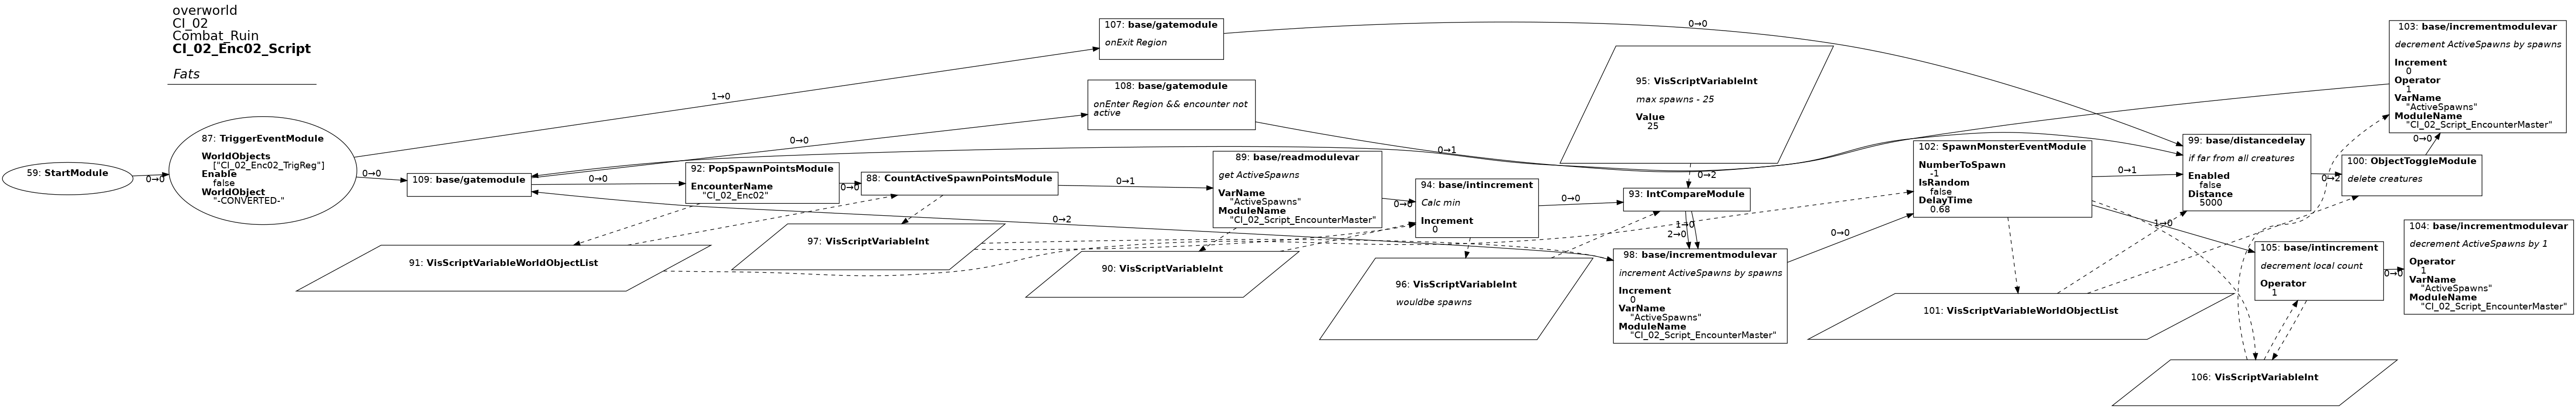 overworld
CI_02
Combat_Ruin
CI_02_Enc02_Script
Fats
59: StartModule
0→0
87: TriggerEventModule
WorldObjects
["CI_02_Enc02_TrigReg"]
Enable
false
WorldObject
"-CONVERTED-"
1→0
0→0
109: base/gatemodule
0→0
0→0
107: base/gatemodule
onExit Region
0→0
108: base/gatemodule
onEnter Region && encounter not
active
0→1
92: PopSpawnPointsModule
EncounterName
"CI_02_Enc02"
0→0
88: CountActiveSpawnPointsModule
0→1
91: VisScriptVariableWorldObjectList
97: VisScriptVariableInt
89: base/readmodulevar
get ActiveSpawns
VarName
"ActiveSpawns"
ModuleName
"CI_02_Script_EncounterMaster"
0→0
0→2
90: VisScriptVariableInt
94: base/intincrement
Calc min
Increment
0
0→0
96: VisScriptVariableInt
wouldbe spawns
95: VisScriptVariableInt
max spawns - 25
Value
25
0→2
93: IntCompareModule
1→0
2→0
98: base/incrementmodulevar
increment ActiveSpawns by spawns
Increment
0
VarName
"ActiveSpawns"
ModuleName
"CI_02_Script_EncounterMaster"
0→0
102: SpawnMonsterEventModule
NumberToSpawn
-1
IsRandom
false
DelayTime
0.68
0→1
1→0
101: VisScriptVariableWorldObjectList
99: base/distancedelay
if far from all creatures
Enabled
false
Distance
5000
0→2
100: ObjectToggleModule
delete creatures
0→0
103: base/incrementmodulevar
decrement ActiveSpawns by spawns
Increment
0
Operator
1
VarName
"ActiveSpawns"
ModuleName
"CI_02_Script_EncounterMaster"
105: base/intincrement
decrement local count
Operator
1
0→0
104: base/incrementmodulevar
decrement ActiveSpawns by 1
Operator
1
VarName
"ActiveSpawns"
ModuleName
"CI_02_Script_EncounterMaster"
106: VisScriptVariableInt